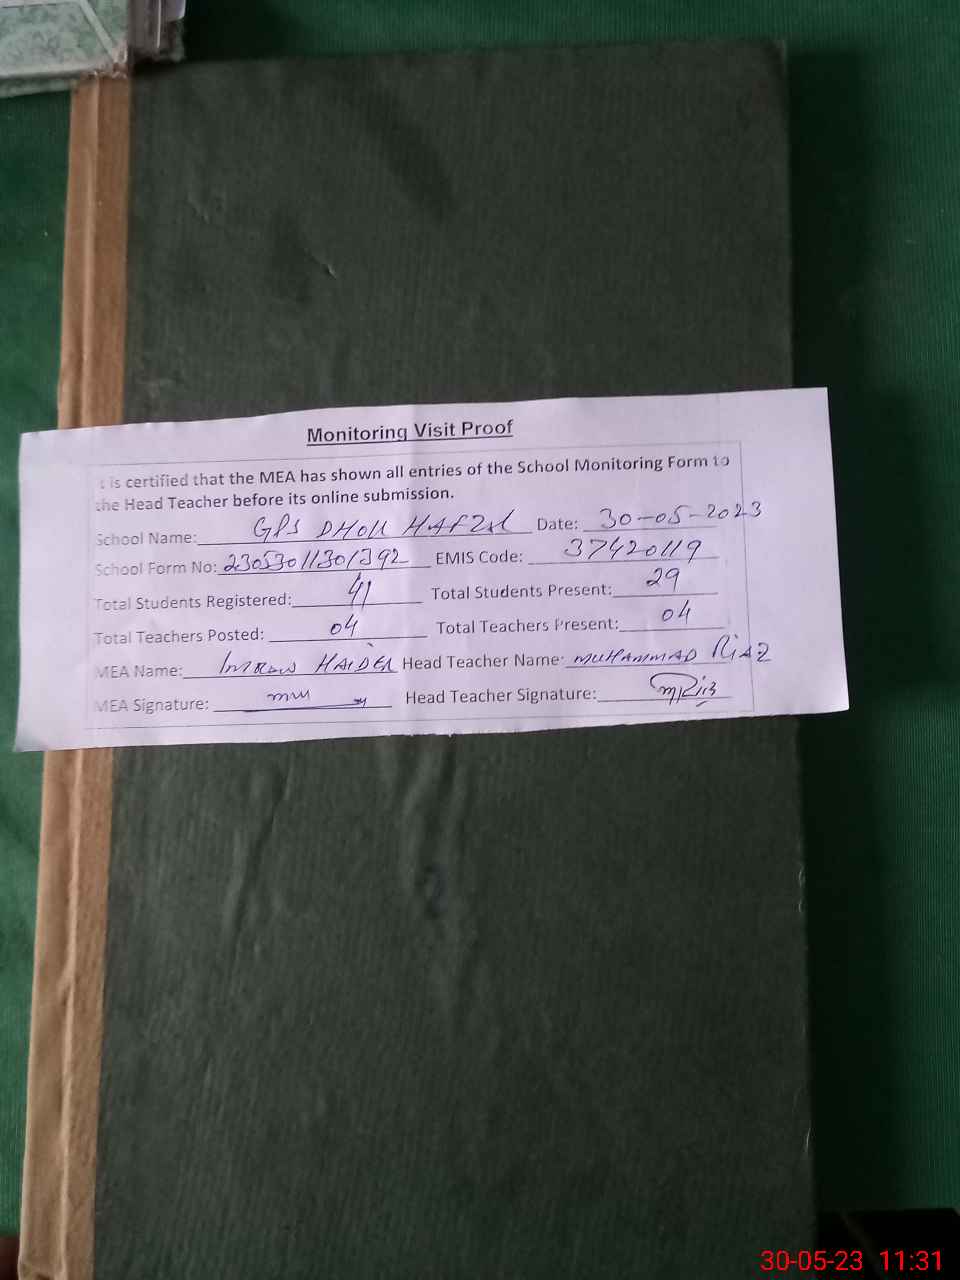 Monitoring Visit Proof
t is certified that the MEA has shown all entries of the School Monitoring Form to
the Head Teacher before its online submission.
School Name: GPS DHOK HAFZA Date: 30-05-2023
School Form No: 23053011301392 EMIS Code: 37420119
Total Students Registered: 41 Total Students Present: 29
Total Teachers Posted: 04 Total Teachers Present: 04
MEA Name: IMRAN HAIDER Head Teacher Name: MUHAMMAD RiAZ
MEA Signature: Head Teacher Signature:
30-05-23 11:31